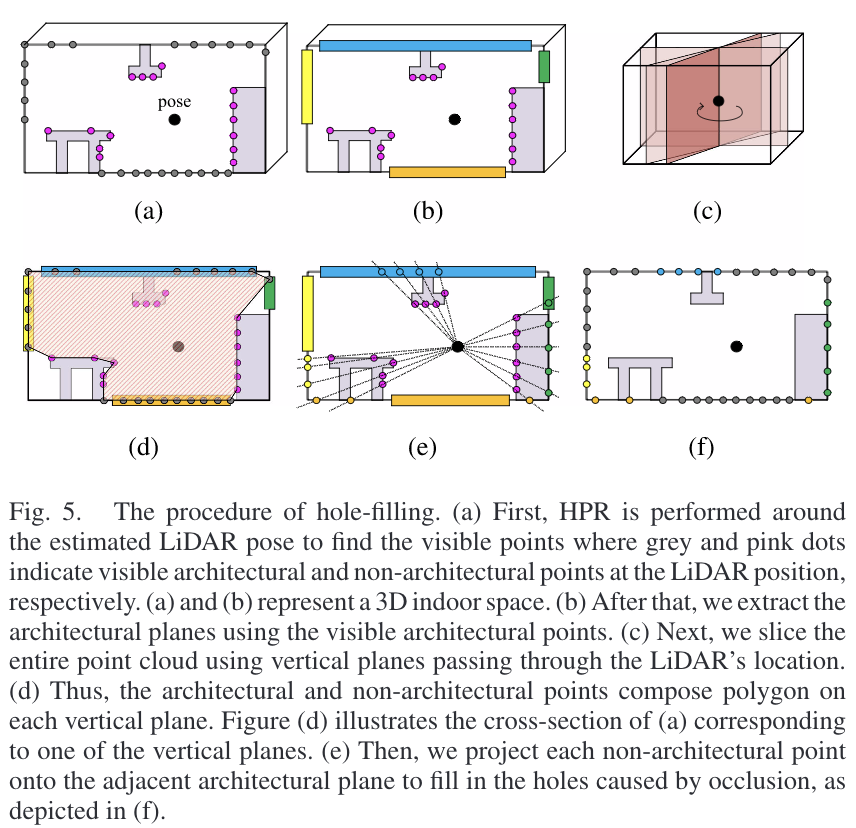 pose
(a)
(b)
(c)
(d)
(e)
(f)
Fig. 5. The procedure of hole-filling. (a) First, HPR is performed around
the estimated LiDAR pose to find the visible points where grey and pink dots
indicate visible architectural and non-architectural points at the LiDAR position,
respectively. (a) and (b) represent a 3D indoor space. (b) After that, we extract the
architectural planes using the visible architectural points. (c) Next, we slice the
entire point cloud using vertical planes passing through the LiDAR's location.
(d) Thus, the architectural and non-architectural points compose polygon on
each vertical plane. Figure (d) illustrates the cross-section of (a) corresponding
to one of the vertical planes. (e) Then, we project each non-architectural point
onto the adjacent architectural plane to fill in the holes caused by occlusion, as
depicted in (f).